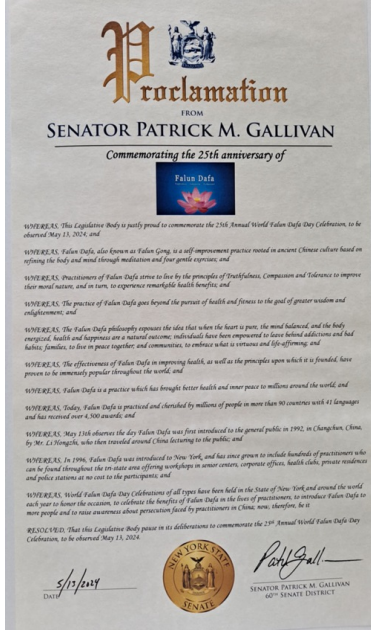 Proclamation
FROM
SENATOR PATRICK M. GALLIVAN
Commemorating the 25th anniversary of
Falun Dafa
WHEREAS, This Legislative Body is justly proud to commemorate the 25th Annual World Falun Dafa Day Celebration, to be
observed May 13, 2024; and
WHEREAS, Falun Dafa, also known as Falun Gong, is a self-improvement practice rooted in ancient Chinese culture based on
refining the body and mind through meditation and four gentle exercises; and
WHEREAS, Practitioners of Falun Dafa strive to live by the principles of Truthfulness, Compassion and Tolerance to improve
their moral nature, and in turn, to experience remarkable health benefits; and
WHEREAS, The practice of Falun Dafa goes beyond the pursuit of health and fitness to the goal of greater wisdom and
enlightenment; and
WHEREAS, The Falun Dafa philosophy espouses the idea that when the heart is pure, the mind balanced, and the body
energized, health and happiness are a natural outcome; individuals have been empowered to leave behind addictions and bad
habits; families, to live in peace together; and communities, to embrace what is virtuous and life-affirming; and
WHEREAS, The effectiveness of Falun Dafa in improving health, as well as the principles upon which it is founded, have
proven to be immensely popular throughout the world; and
WHEREAS, Falun Dafa is a practice which has brought better health and inner peace to millions around the world; and
WHEREAS, Today, Falun Dafa is practiced and cherished by millions of people in more than 90 countries with 41 languages
and has received over 4,500 awards; and
WHEREAS, May 13th observes the day Falun Dafa was first introduced to the general public in 1992, in Changchun, China,
by Mr. Li Hongzhi, who then traveled around China lecturing to the public; and
WHEREAS, In 1996, Falun Dafa was introduced to New York, and has since grown to include hundreds of practitioners who
can be found throughout the tri-state area offering workshops in senior centers, corporate offices, health clubs, private residences
and police stations at no cost to the participants; and
WHEREAS, World Falun Dafa Day Celebrations of all types have been held in the State of New York and around the world
each year to honor the occasion, to celebrate the benefits of Falun Dafa in the lives of practitioners, to introduce Falun Dafa to
more people and to raise awareness about persecution faced by practitioners in China; now, therefore, be it
RESOLVED, That this Legislative Body pause in its deliberations to commemorate the 25th Annual World Falun Dafa Day
Celebration, to be observed May 13, 2024.
5/13/2024
DATE
NEW YORK STATE
SENATE
SENATOR PATRICK M. GALLIVAN
60TH SENATE DISTRICT